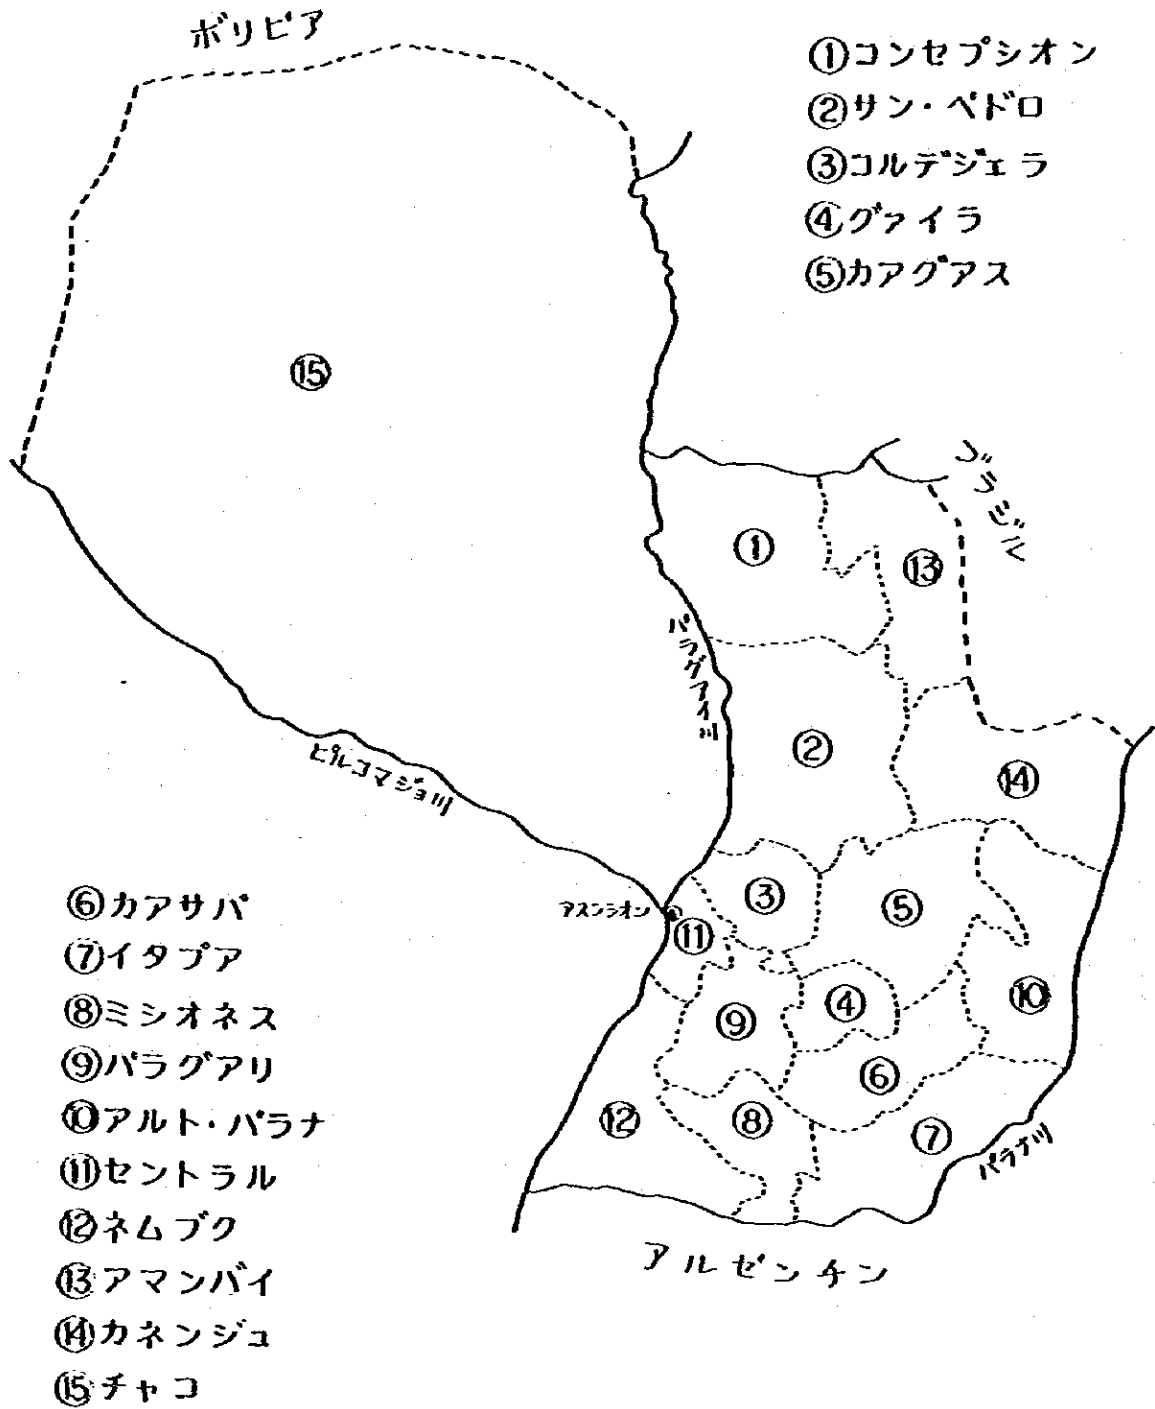 ボリビア
①コンセプシオン
②サン・ペドロ
③コルデジェラ
④グァイラ
⑤カアグアス
⑮
ブラジル
①
⑬
パラグアイ川
②
⑭
ピルコマジョ川
③
⑤
アスンシオン
⑪
④
⑨
⑩
⑥
⑫
⑧
⑦
パラナ川
アルゼンチン
⑥カアサパ
⑦イタプア
⑧ミシオネス
⑨パラグアリ
⑩アルト・パラナ
⑪セントラル
⑫ネムブク
⑬アマンバイ
⑭カネンジュ
⑮チャコ